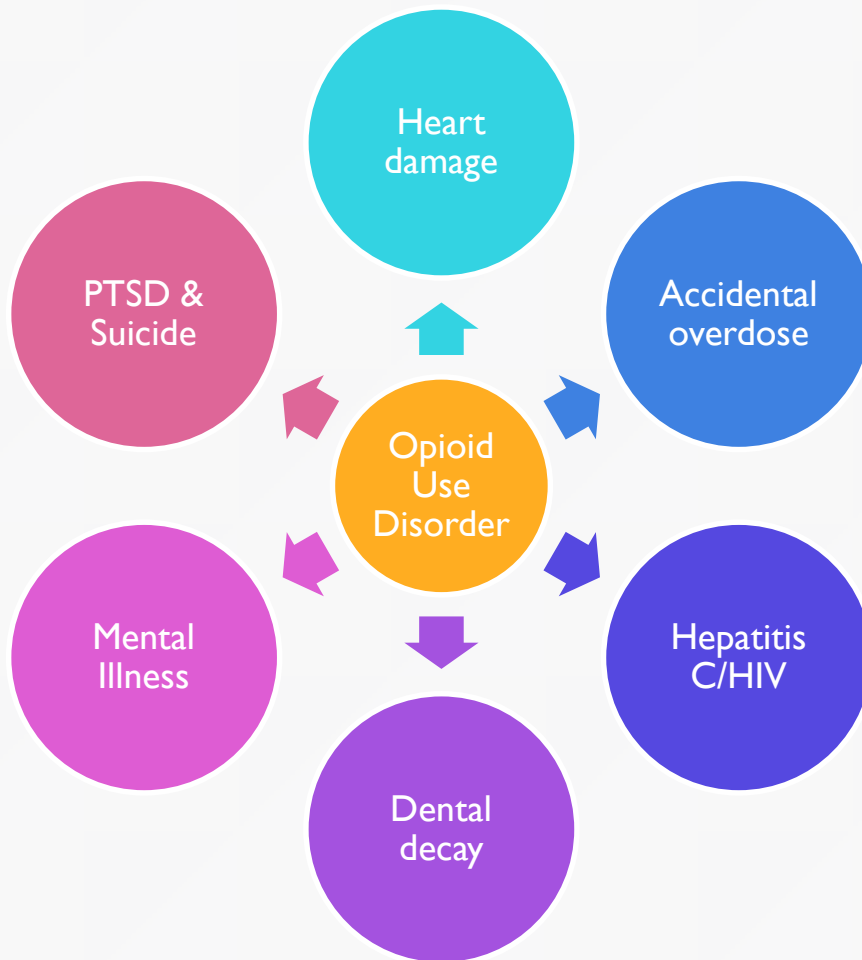 Heart
damage
PTSD &
Suicide
Accidental
overdose
Opioid
Use
Disorder
Mental
Illness
Hepatitis
C/HIV
Dental
decay